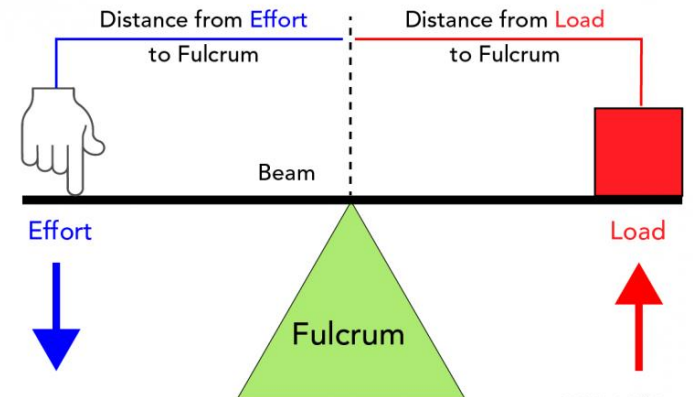 Distance from Effort
to Fulcrum
Distance from Load
to Fulcrum
Beam
Effort
Load
Fulcrum